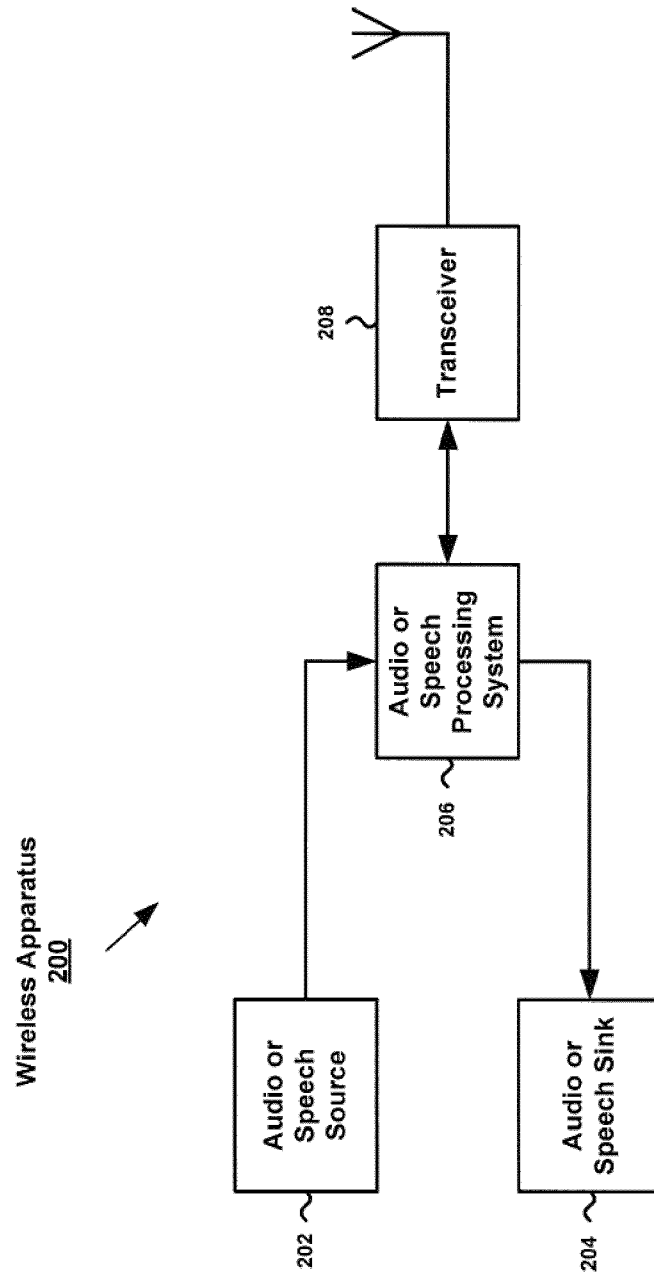 Wireless Apparatus
200
Audio or
Speech
Source
202
Audio or
Speech
Processing
System
206
Transceiver
208
Audio or
Speech Sink
204